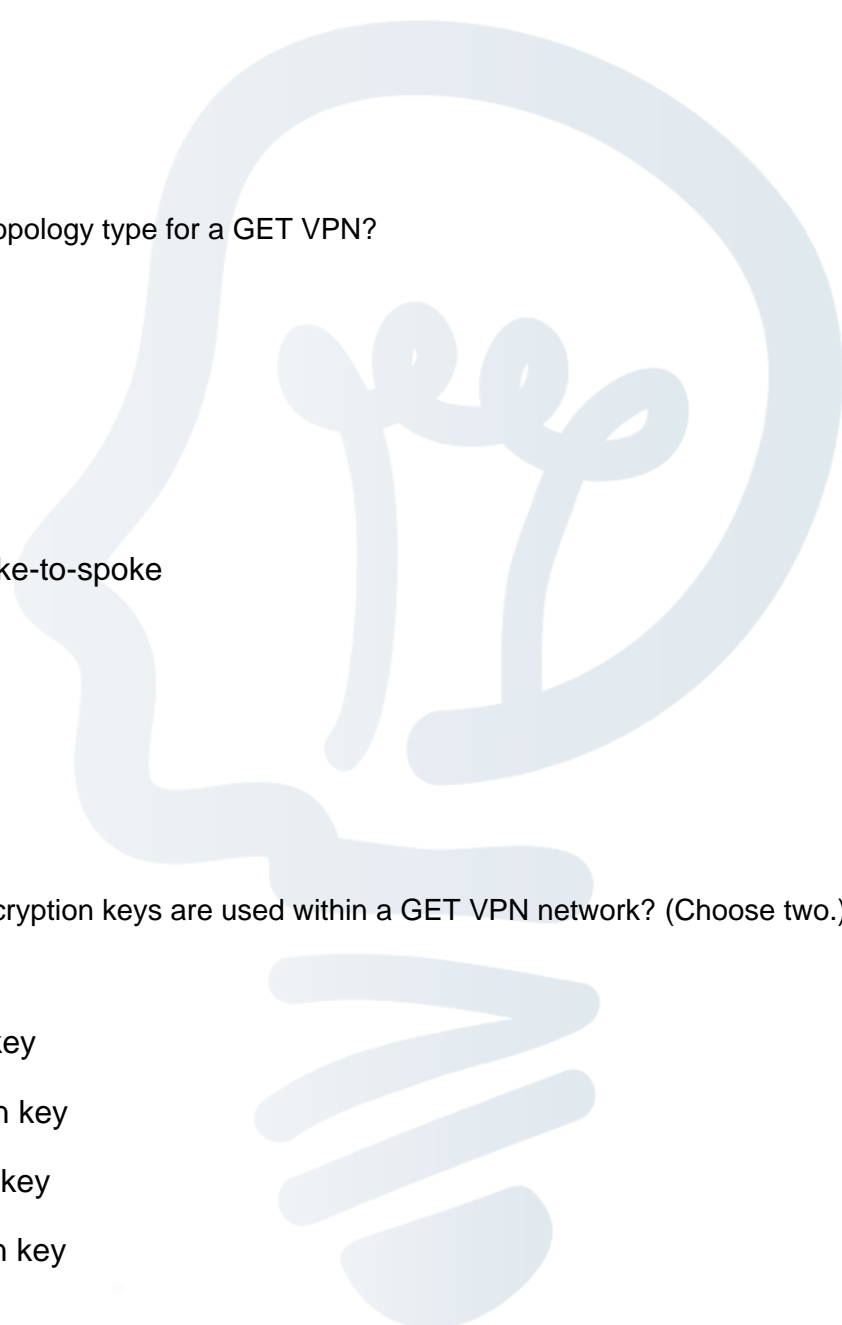 opology type for a GET VPN?
ke-to-spoke
cryption keys are used within a GET VPN network? (Choose two.)
key
n key
key
n key